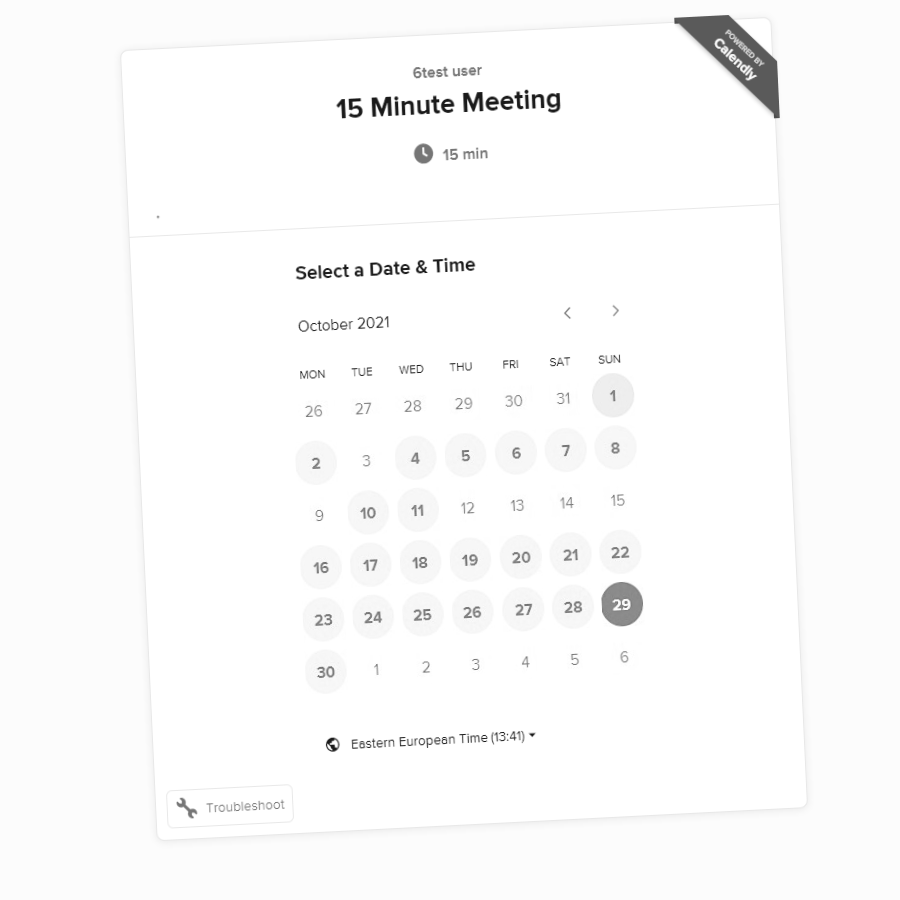 POWERED BY
Calendly
6test user
15 Minute Meeting
15 min
Select a Date & Time
October 2021
MON TUE WED THU FRI SAT SUN
26 27 28 29 30 31 1
2 3 4 5 6 7 8
9 10 11 12 13 14 15
16 17 18 19 20 21 22
23 24 25 26 27 28 29
30 1 2 3 4 5 6
Eastern European Time (13:41)
Troubleshoot